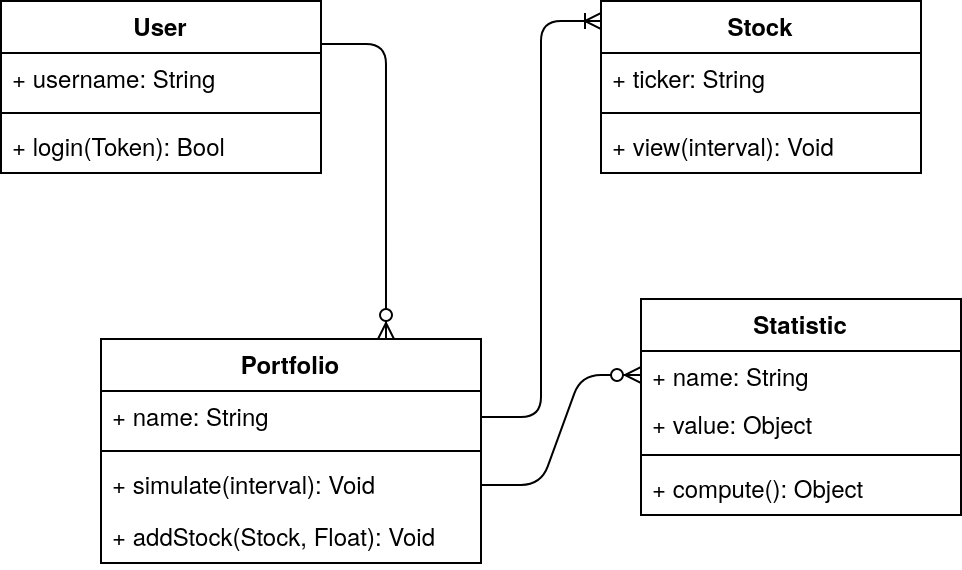 User
+ username: String
+ login(Token): Bool
Stock
+ ticker: String
+ view(interval): Void
Portfolio
+ name: String
+ simulate(interval): Void
+ addStock(Stock, Float): Void
Statistic
+ name: String
+ value: Object
+ compute(): Object